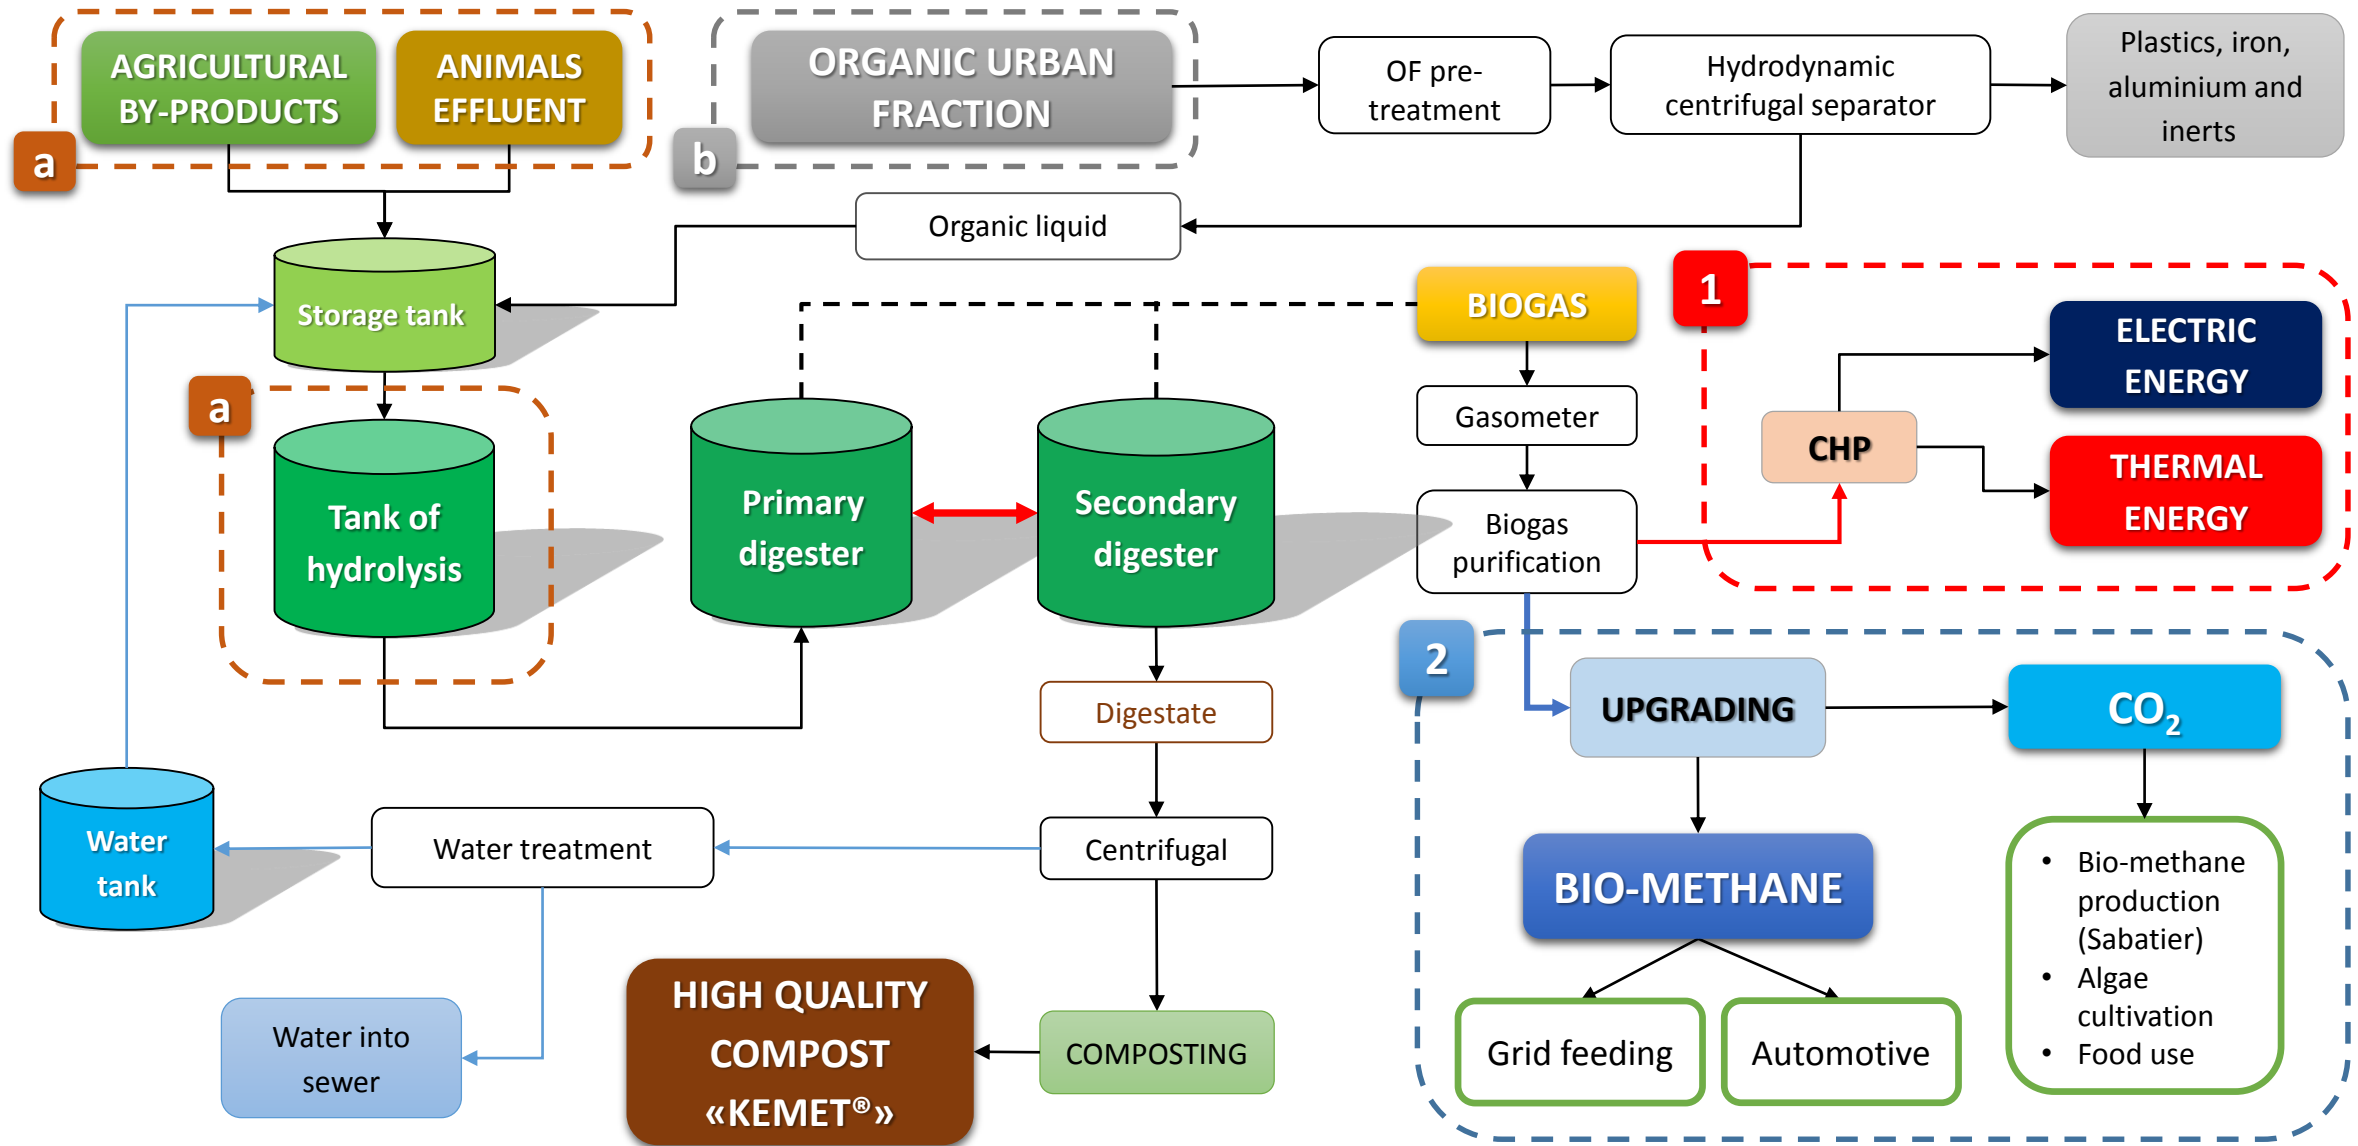 AGRICULTURAL
BY-PRODUCTS
ANIMALS
EFFLUENT
a
ORGANIC URBAN
FRACTION
b
OF pre-
treatment
Hydrodynamic
centrifugal separator
Plastics, iron,
aluminium and
inerts
Organic liquid
Storage tank
BIOGAS
1
ELECTRIC
ENERGY
a
Gasometer
CHP
THERMAL
ENERGY
Tank of
hydrolysis
Primary
digester
Secondary
digester
Biogas
purification
2
UPGRADING
CO₂
Digestate
Water
tank
Water treatment
Centrifugal
BIO-METHANE
• Bio-methane
production
(Sabatier)
• Algae
cultivation
• Food use
Water into
sewer
HIGH QUALITY
COMPOST
«KEMET®»
COMPOSTING
Grid feeding
Automotive